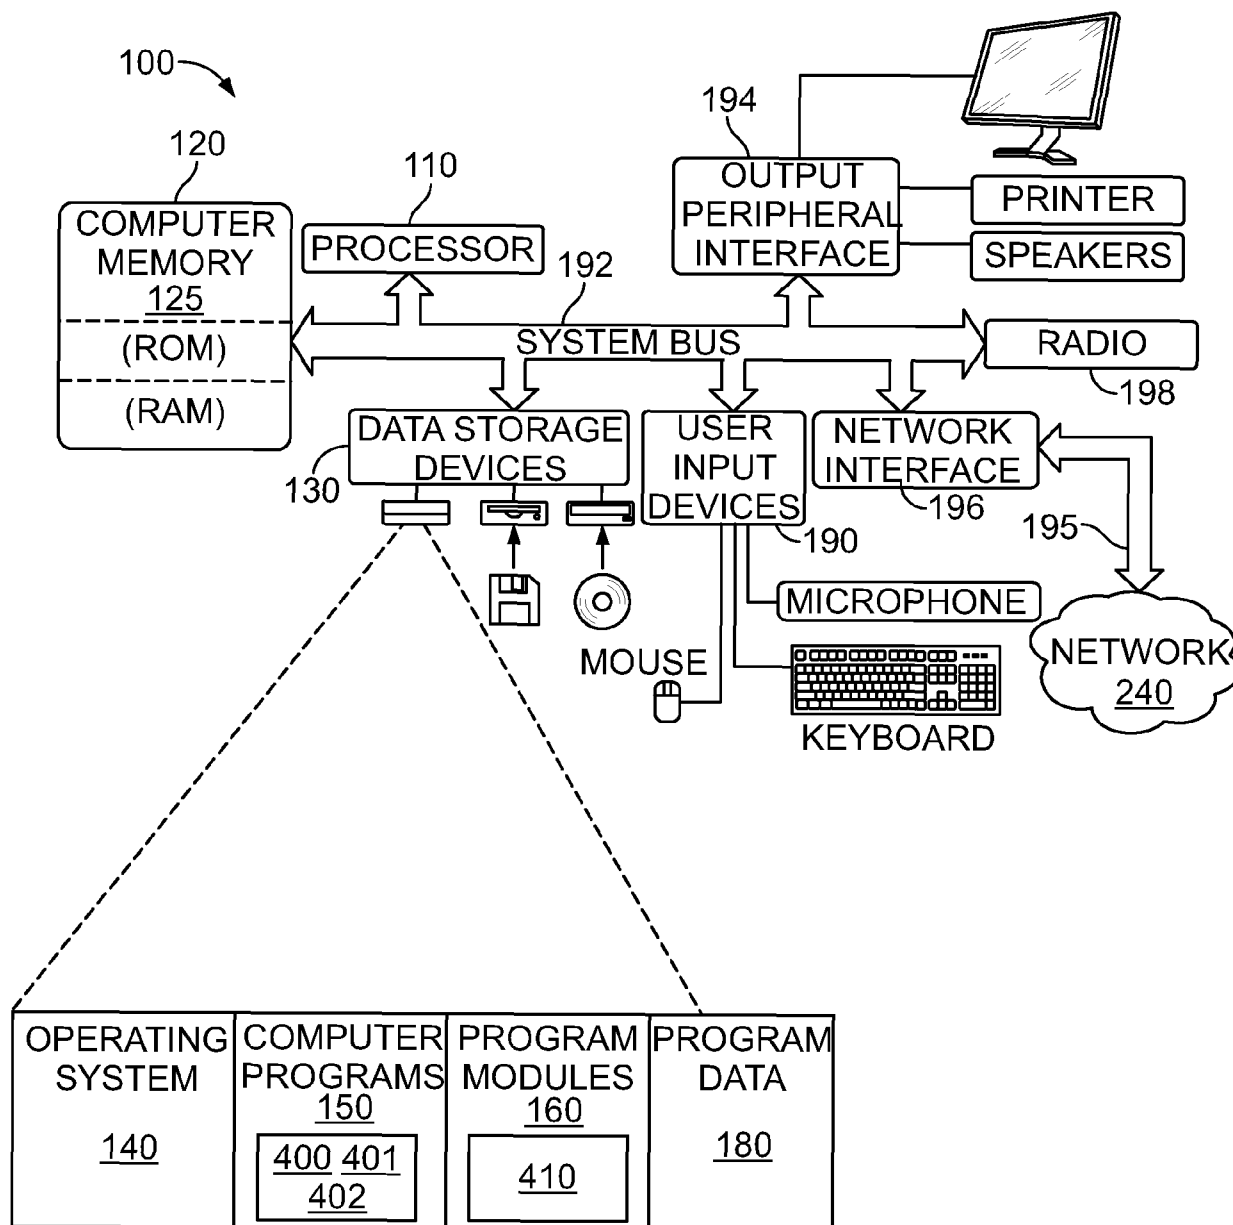 100
120
COMPUTER
MEMORY
125
(ROM)
(RAM)
110
PROCESSOR
192
SYSTEM BUS
194
OUTPUT
PERIPHERAL
INTERFACE
PRINTER
SPEAKERS
RADIO
198
DATA STORAGE
DEVICES
130
USER
INPUT
DEVICES
190
NETWORK
INTERFACE
196
195
MICROPHONE
MOUSE
KEYBOARD
NETWORK
240
OPERATING
SYSTEM
140
COMPUTER
PROGRAMS
150
400 401
402
PROGRAM
MODULES
160
410
PROGRAM
DATA
180